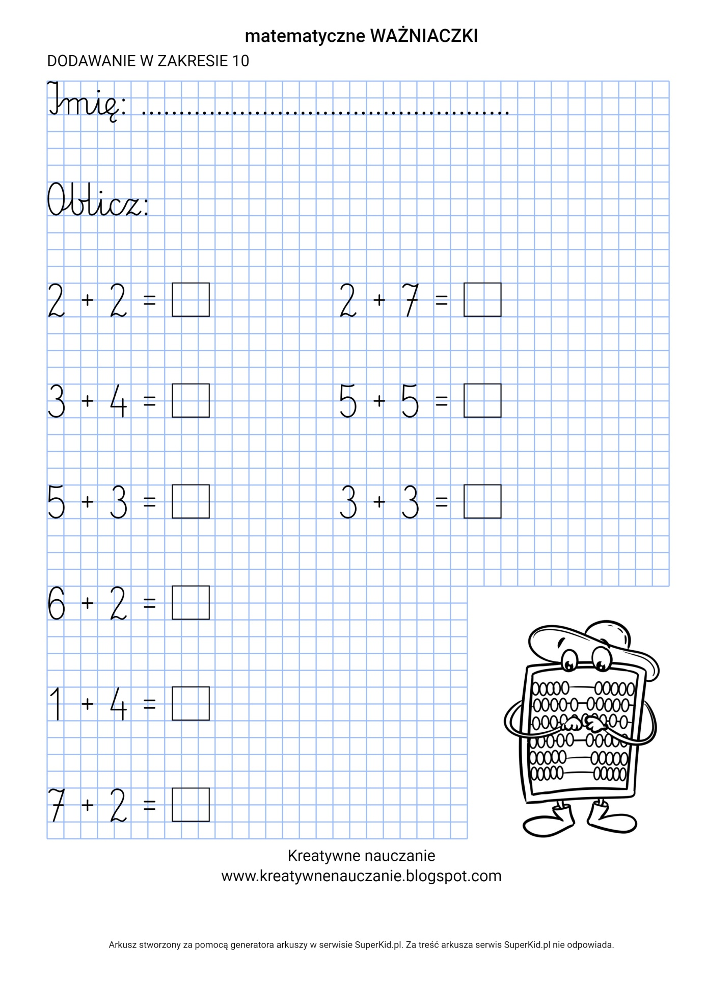 matematyczne WAŻNIACZKI
DODAWANIE W ZAKRESIE 10
Imię: .................................................
Oblicz:
2 + 2 = 2 + 7 =
3 + 4 = 5 + 5 =
5 + 3 = 3 + 3 =
6 + 2 =
1 + 4 =
7 + 2 =
Kreatywne nauczanie
www.kreatywnenauczanie.blogspot.com
Arkusz stworzony za pomocą generatora arkuszy w serwisie SuperKid.pl. Za treść arkusza serwis SuperKid.pl nie odpowiada.